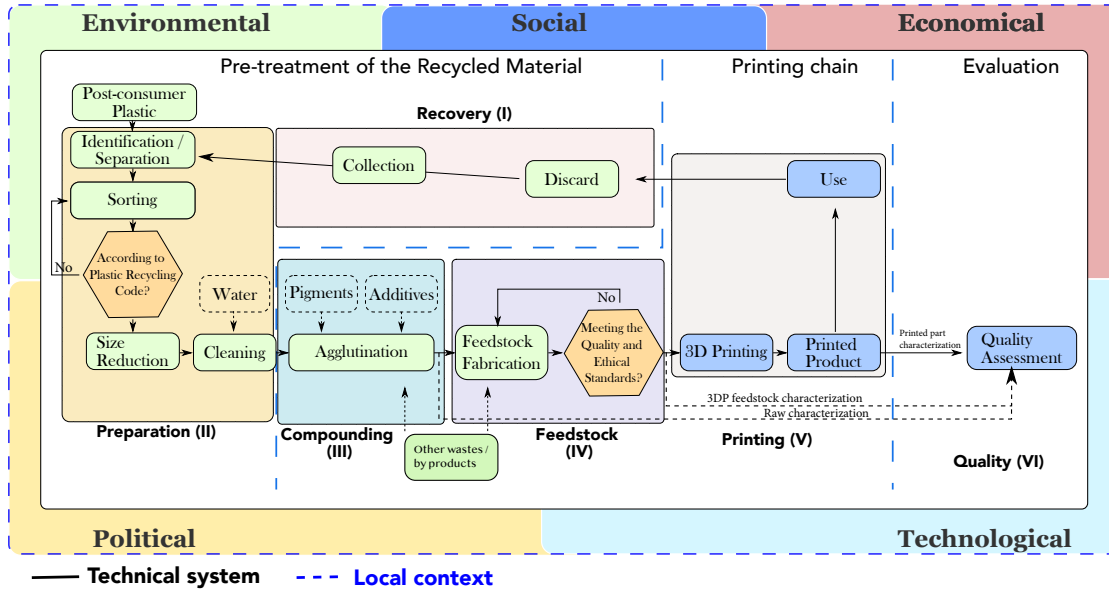 Environmental
Social
Economical
Pre-treatment of the Recycled Material
Printing chain
Evaluation
Post-consumer
Plastic
Recovery (I)
Identification /
Separation
Collection
Discard
Use
Sorting
No
According to
Plastic Recycling
Code?
Water
Pigments
Additives
No
Meeting the
Quality and
Ethical
Standards?
Size
Reduction
Cleaning
Agglutination
Feedstock
Fabrication
3D Printing
Printed
Product
Printed part
characterization
Quality
Assessment
3DP feedstock characterization
Raw characterization
Preparation (II)
Compounding
(III)
Other wastes /
by products
Feedstock
(IV)
Printing (V)
Quality (VI)
Political
Technological
Technical system
Local context